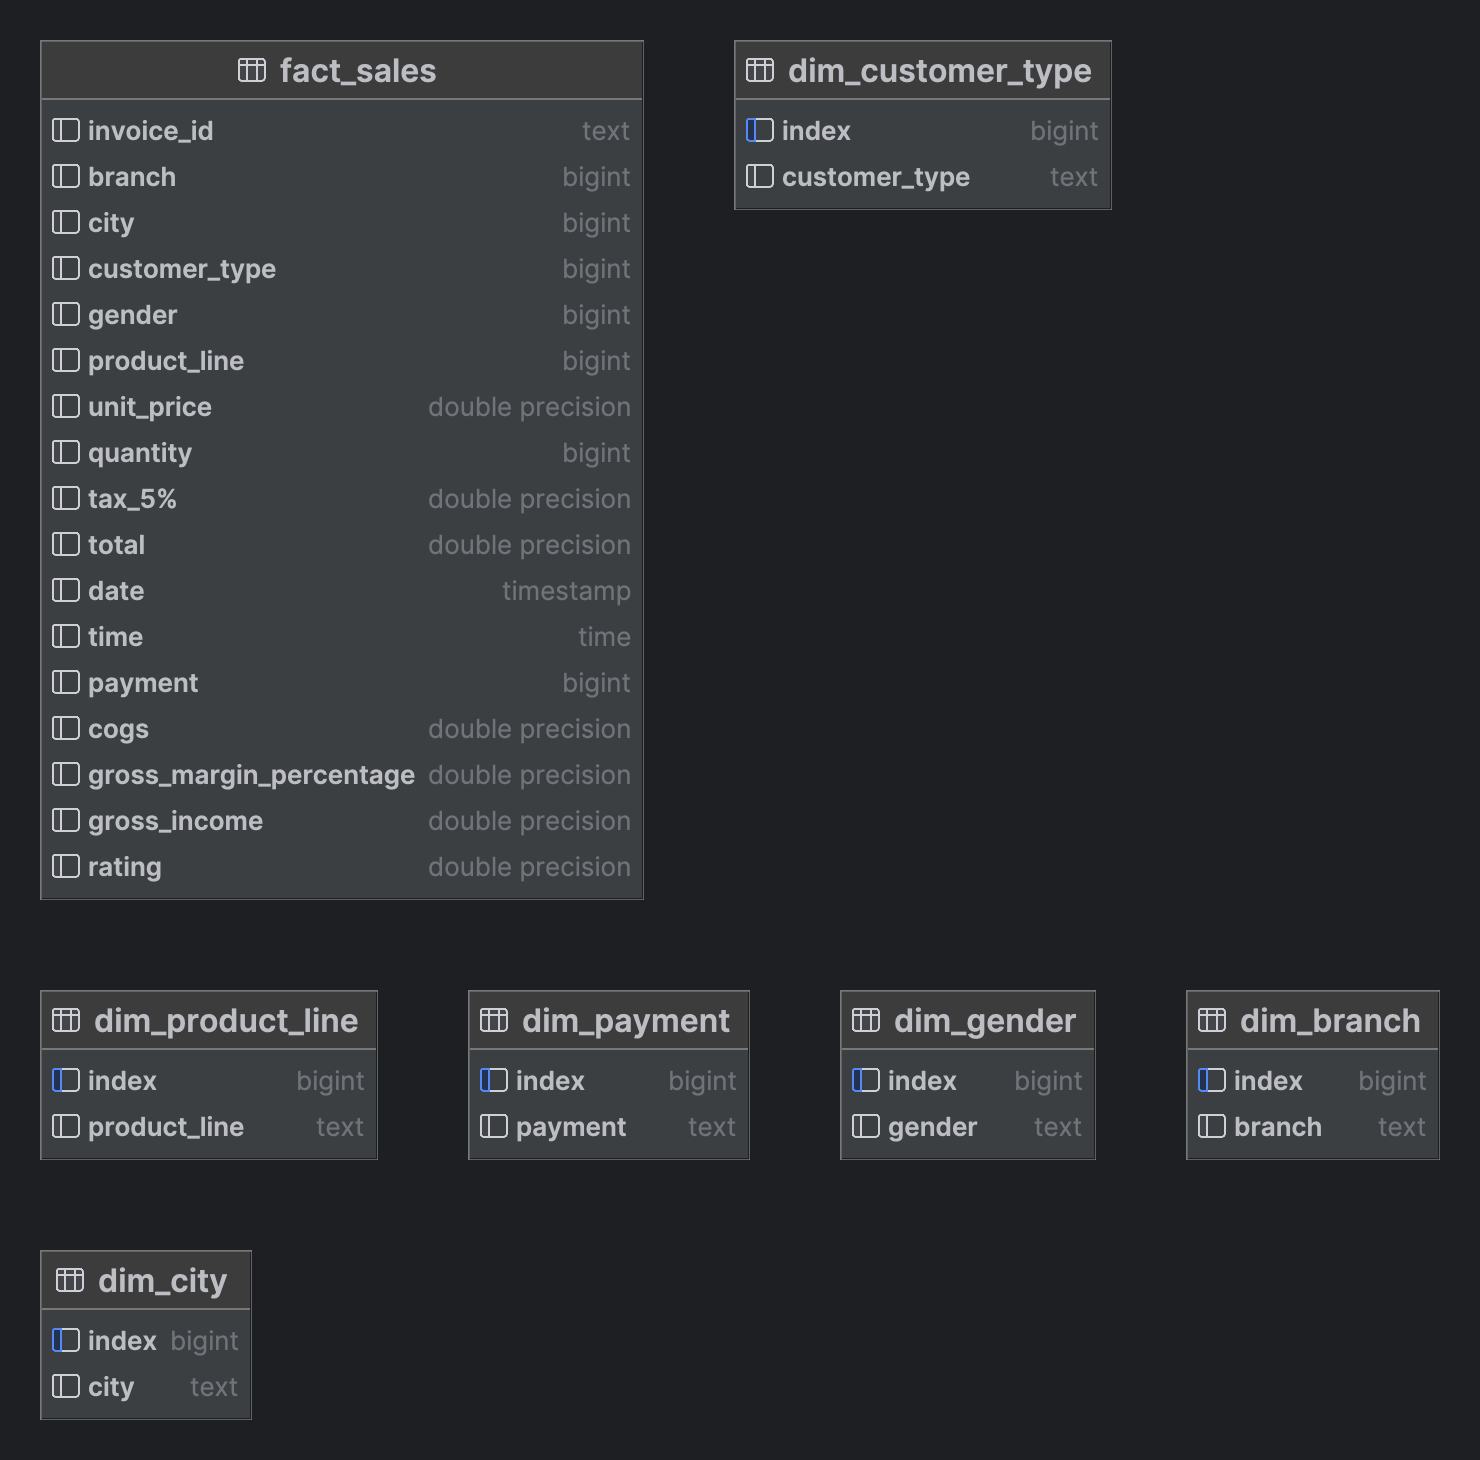 fact_sales
invoice_id text
branch bigint
city bigint
customer_type bigint
gender bigint
product_line bigint
unit_price double precision
quantity bigint
tax_5% double precision
total double precision
date timestamp
time time
payment bigint
cogs double precision
gross_margin_percentage double precision
gross_income double precision
rating double precision
dim_customer_type
index bigint
customer_type text
dim_product_line
index bigint
product_line text
dim_payment
index bigint
payment text
dim_gender
index bigint
gender text
dim_branch
index bigint
branch text
dim_city
index bigint
city text